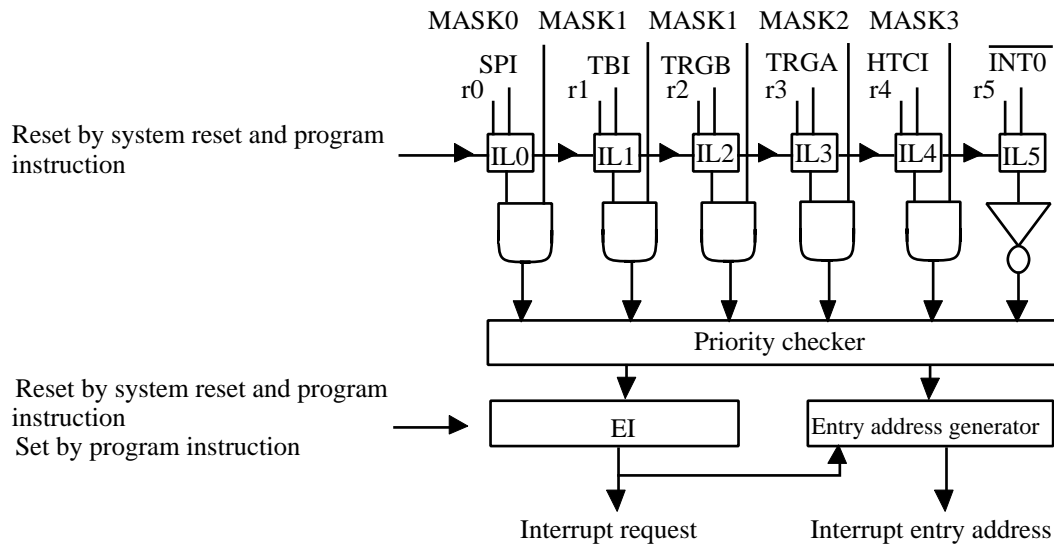 MASK0 MASK1 MASK1 MASK2 MASK3
SPI TBI TRGB TRGA HTCI INT0
r0 r1 r2 r3 r4 r5
Reset by system reset and program
instruction
IL0 IL1 IL2 IL3 IL4 IL5
Priority checker
Reset by system reset and program
instruction
Set by program instruction
EI
Entry address generator
Interrupt request
Interrupt entry address